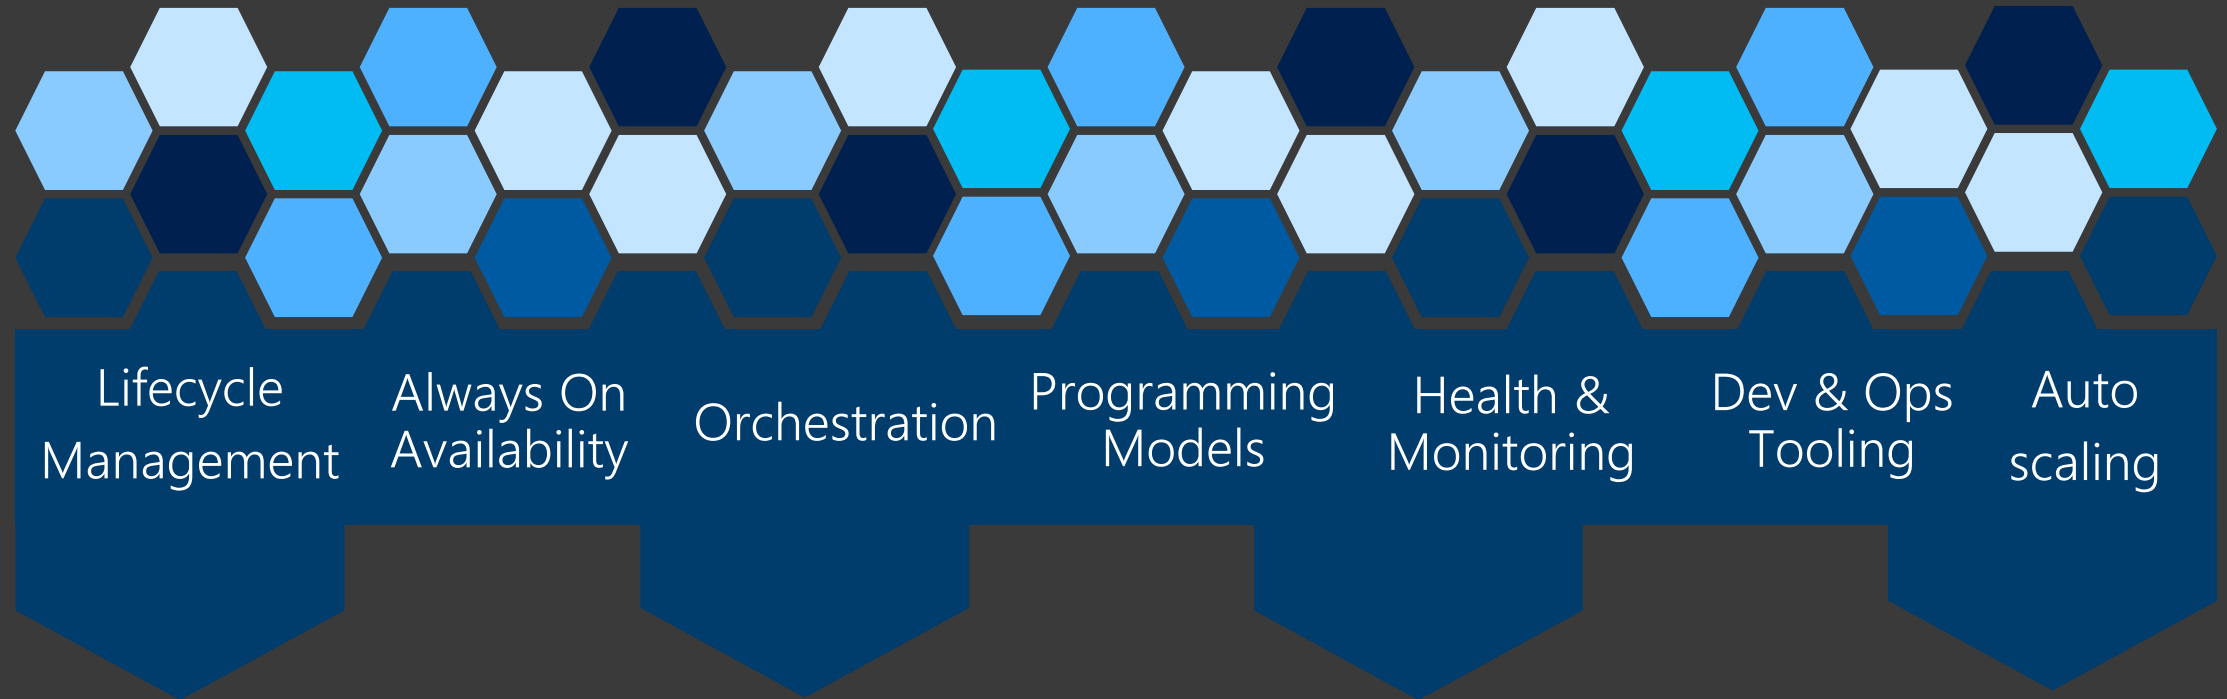 Lifecycle
Management
Always On
Availability
Orchestration
Programming
Models
Health &
Monitoring
Dev & Ops
Tooling
Auto
scaling